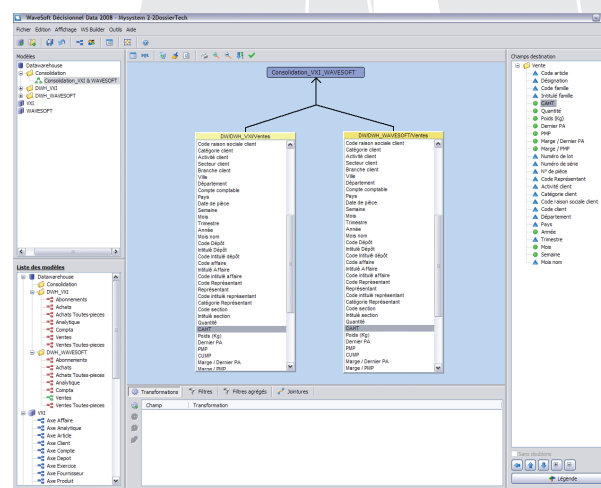 WaveSoft Décisionnel Data 2008 - Mysystem 2-2DossierTech
Fichier Edition Affichage WS Builder Outils Aide
Modèles
Datawarehouse
Consolidation
Consolidation_VXI & WAVESOFT
DWH_VXI
DWH_WAVESOFT
VXI
WAVESOFT
Liste des modèles
Datawarehouse
Consolidation
DWH_VXI
Abonnements
Achats
Achats Toutes-pieces
Analytique
Compta
Ventes
Ventes Toutes-pieces
DWH_WAVESOFT
Abonnements
Achats
Achats Toutes-pieces
Analytique
Compta
Ventes
Ventes Toutes-pieces
VXI
Axe Affaire
Axe Analytique
Axe Article
Axe Client
Axe Compte
Axe Depot
Axe Exercice
Axe Fournisseur
Axe Produit
Consolidation_VXI_WAVESOFT
DW/DWH_VXI/Ventes
Code raison sociale client
Catégorie client
Activité client
Secteur client
Branche client
Ville
Département
Compte comptable
Pays
Date de pièce
Semaine
Mois
Trimestre
Année
Mois nom
Code Dépôt
Intitulé Dépôt
Code intitulé dépôt
Code affaire
Intitulé Affaire
Code intitulé affaire
Code Représentant
Représentant
Code intitulé représentant
Catégorie Représentant
Code section
Intitulé section
Quantité
CAHT
Poids (Kg)
Dernier PA
PMP
CUMP
Marge / Dernier PA
Marge / PMP
DW/DWH_WAVESOFT/Ventes
Code raison sociale client
Catégorie client
Activité client
Secteur client
Branche client
Ville
Département
Compte comptable
Pays
Date de pièce
Semaine
Mois
Trimestre
Année
Mois nom
Code Dépôt
Intitulé Dépôt
Code intitulé dépôt
Code affaire
Intitulé Affaire
Code intitulé affaire
Code Représentant
Représentant
Code intitulé représentant
Catégorie Représentant
Code section
Intitulé section
Quantité
CAHT
Poids (Kg)
Dernier PA
PMP
CUMP
Marge / Dernier PA
Marge / PMP
Transformations Filtres Filtres agrégés Jointures
Champ Transformation
Champs destination
Vente
Code article
Désignation
Code famille
Intitulé famille
CAHT
Quantité
Poids (Kg)
Dernier PA
PMP
Marge / Dernier PA
Marge / PMP
Numéro de lot
Numéro de série
N° de pièce
Code Représentant
Activité client
Catégorie client
Code raison sociale client
Code client
Département
Pays
Année
Trimestre
Mois
Semaine
Mois nom
Sans doublons
Légende